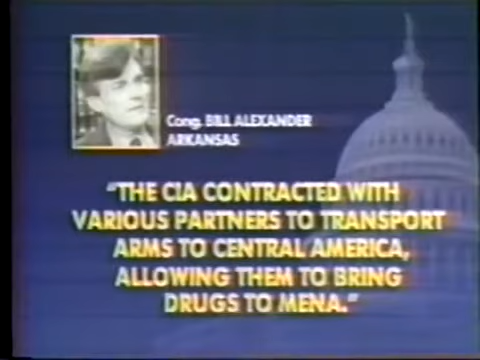 Cong. BILL ALEXANDER
ARKANSAS
"THE CIA CONTRACTED WITH
VARIOUS PARTNERS TO TRANSPORT
ARMS TO CENTRAL AMERICA,
ALLOWING THEM TO BRING
DRUGS TO MENA."